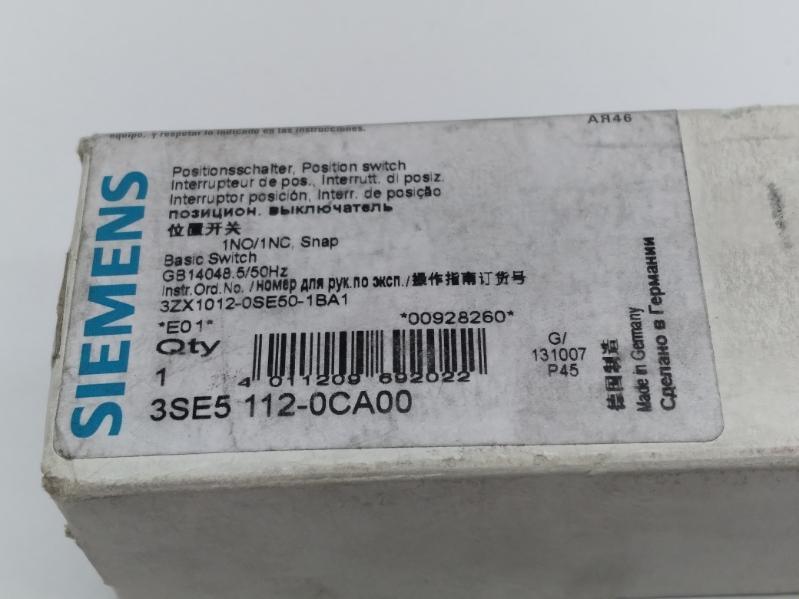 equipo, y respetar lo indicado en las instrucciones.
AR46
SIEMENS
Positionsschalter, Position switch
Interrupteur de pos., Interrutt. di posiz.
Interruptor posición, Interr. de posição
позицион. выключатель
位置开关
1NO/1NC, Snap
Basic Switch
GB14048.5/50Hz
Instr.Ord.No. /номер для рук.по эксп./操作指南订货号
3ZX1012-0SE50-1BA1
*E01* *00928260*
Qty
1
4 011209 692022
G/
131007
P45
3SE5 112-0CA00
德国制造
Made in Germany
Сделано в Германии